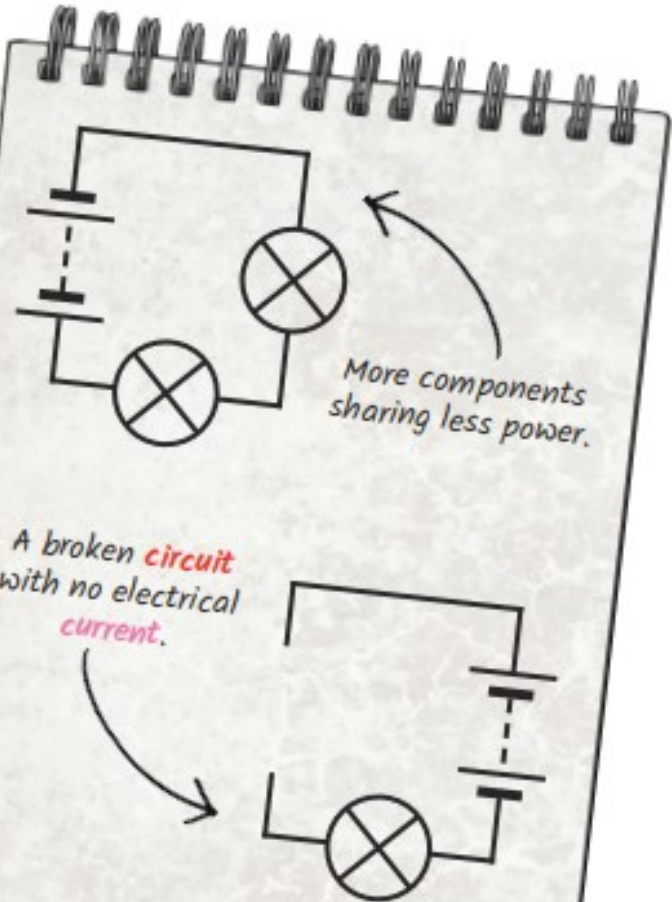 More components
sharing less power.
A broken circuit
with no electrical
current.